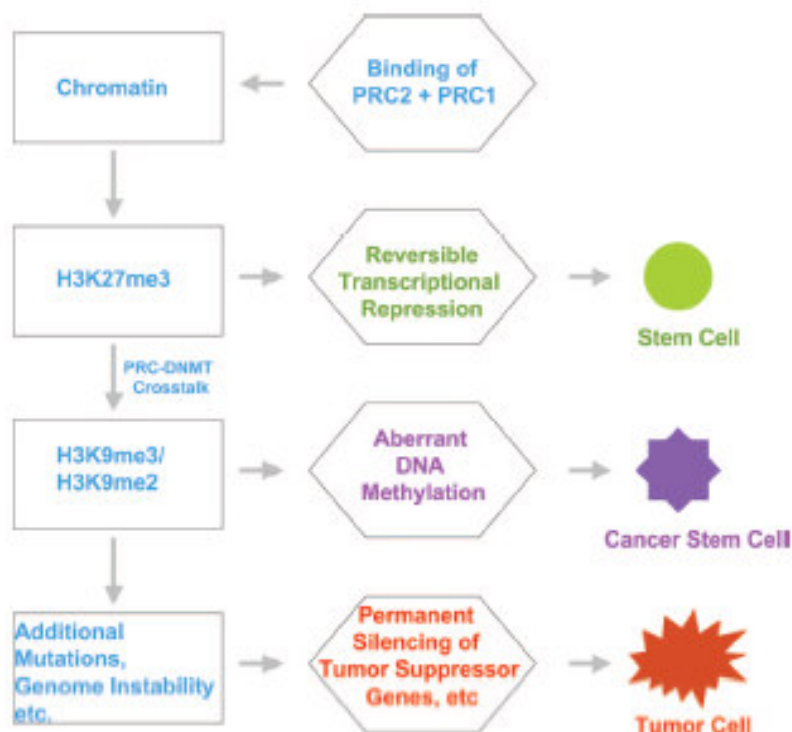 Chromatin
Binding of
PRC2 + PRC1
H3K27me3
Reversible
Transcriptional
Repression
Stem Cell
PRC-DNMT
Crosstalk
H3K9me3/
H3K9me2
Aberrant
DNA
Methylation
Cancer Stem Cell
Additional
Mutations,
Genome Instability
etc.
Permanent
Silencing of
Tumor Suppressor
Genes, etc
Tumor Cell